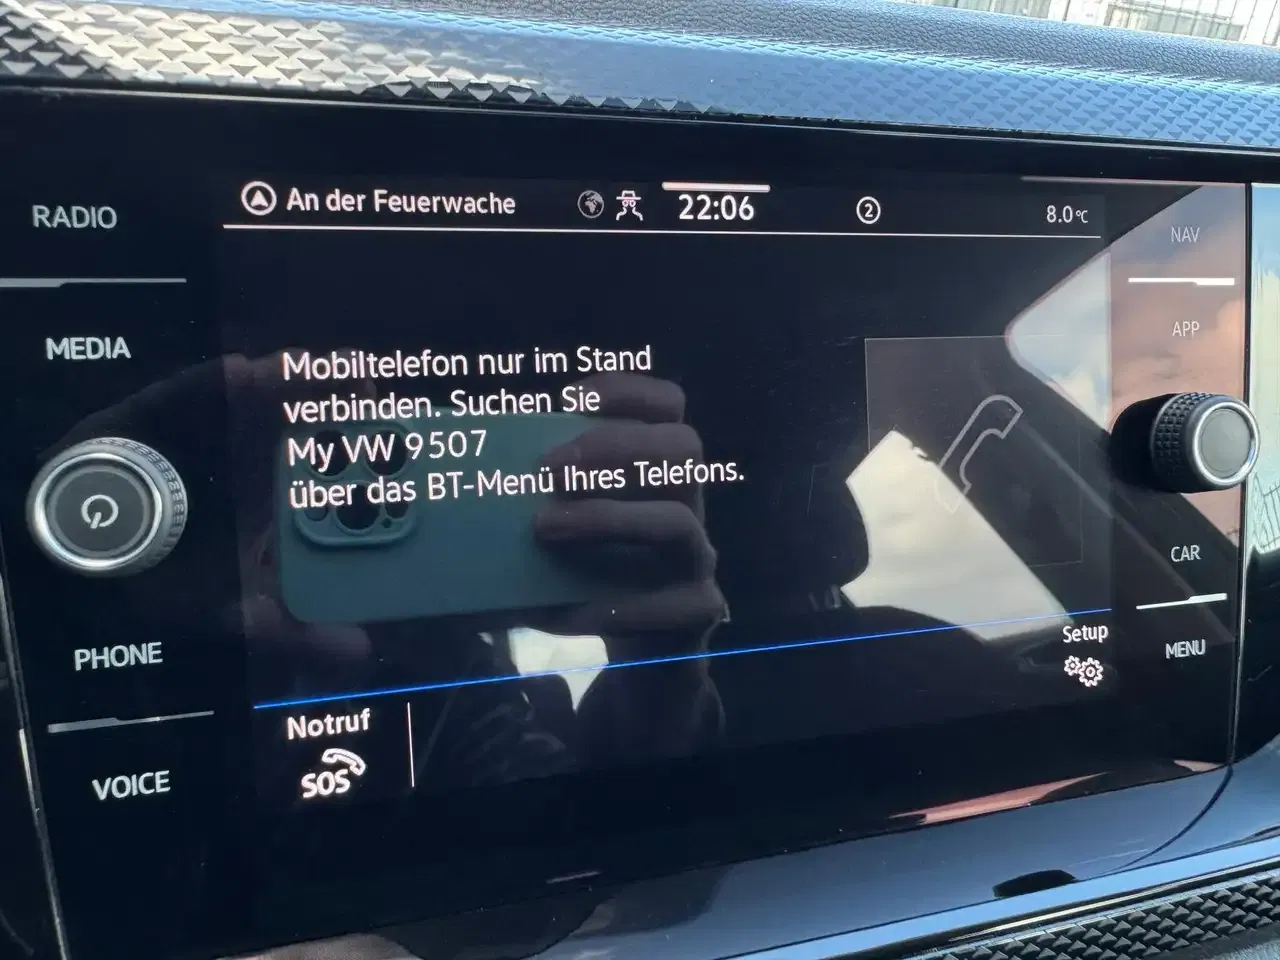 RADIO
MEDIA
PHONE
VOICE
An der Feuerwache
22:06
2
8.0°C
Mobiltelefon nur im Stand
verbinden. Suchen Sie
My VW 9507
über das BT-Menü Ihres Telefons.
Setup
Notruf
SOS
NAV
APP
CAR
MENU